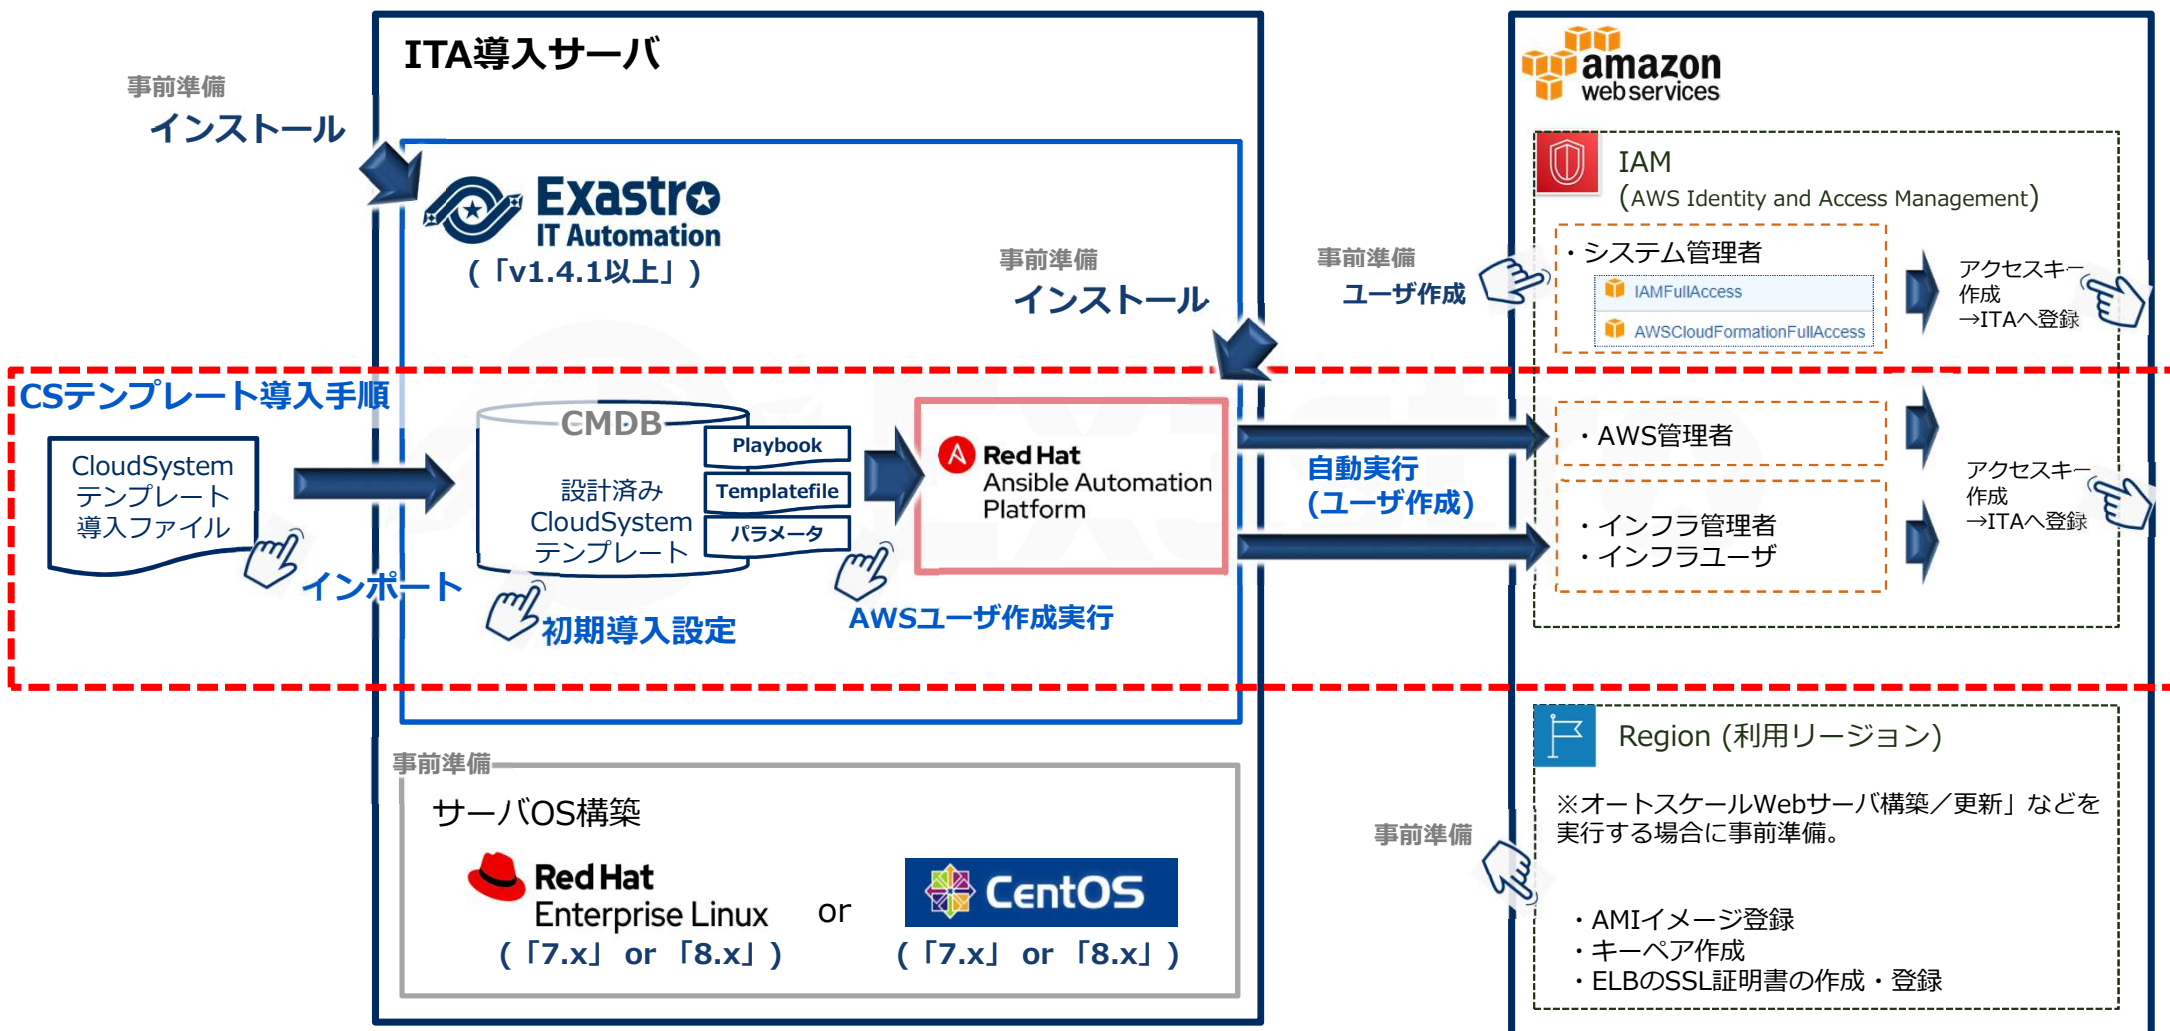 ITA導入サーバ
事前準備
インストール
Exastro
IT Automation
(「v1.4.1以上」)
事前準備
インストール
CSテンプレート導入手順
CloudSystem
テンプレート
導入ファイル
インポート
CMDB
設計済み
CloudSystem
テンプレート
Playbook
Templatefile
パラメータ
初期導入設定
AWSユーザ作成実行
Red Hat
Ansible Automation
Platform
自動実行
(ユーザ作成)
事前準備
サーバOS構築
Red Hat
Enterprise Linux
(「7.x」 or 「8.x」)
or
CentOS
(「7.x」 or 「8.x」)
amazon
web services
IAM
(AWS Identity and Access Management)
事前準備
ユーザ作成
・システム管理者
IAMFullAccess
AWSCloudFormationFullAccess
アクセスキー
作成
→ITAへ登録
・AWS管理者
・インフラ管理者
・インフラユーザ
アクセスキー
作成
→ITAへ登録
Region (利用リージョン)
事前準備
※オートスケールWebサーバ構築／更新」などを
実行する場合に事前準備。
・AMIイメージ登録
・キーペア作成
・ELBのSSL証明書の作成・登録